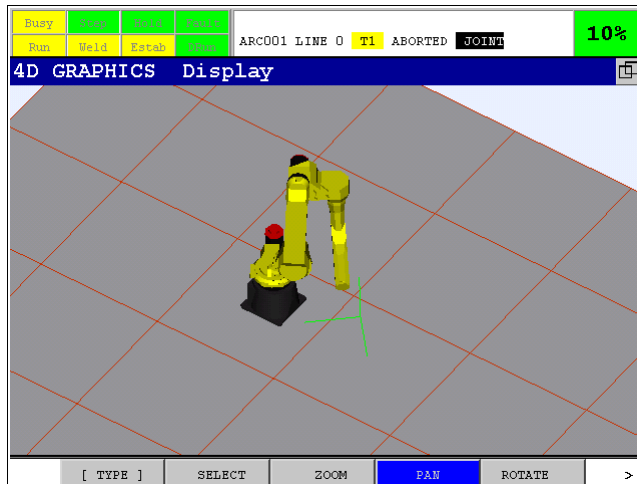 Busy Step Hold Fault
Run Weld Estab DRun
ARC001 LINE 0 T1 ABORTED JOINT
10%
4D GRAPHICS Display
[ TYPE ] SELECT ZOOM PAN ROTATE >